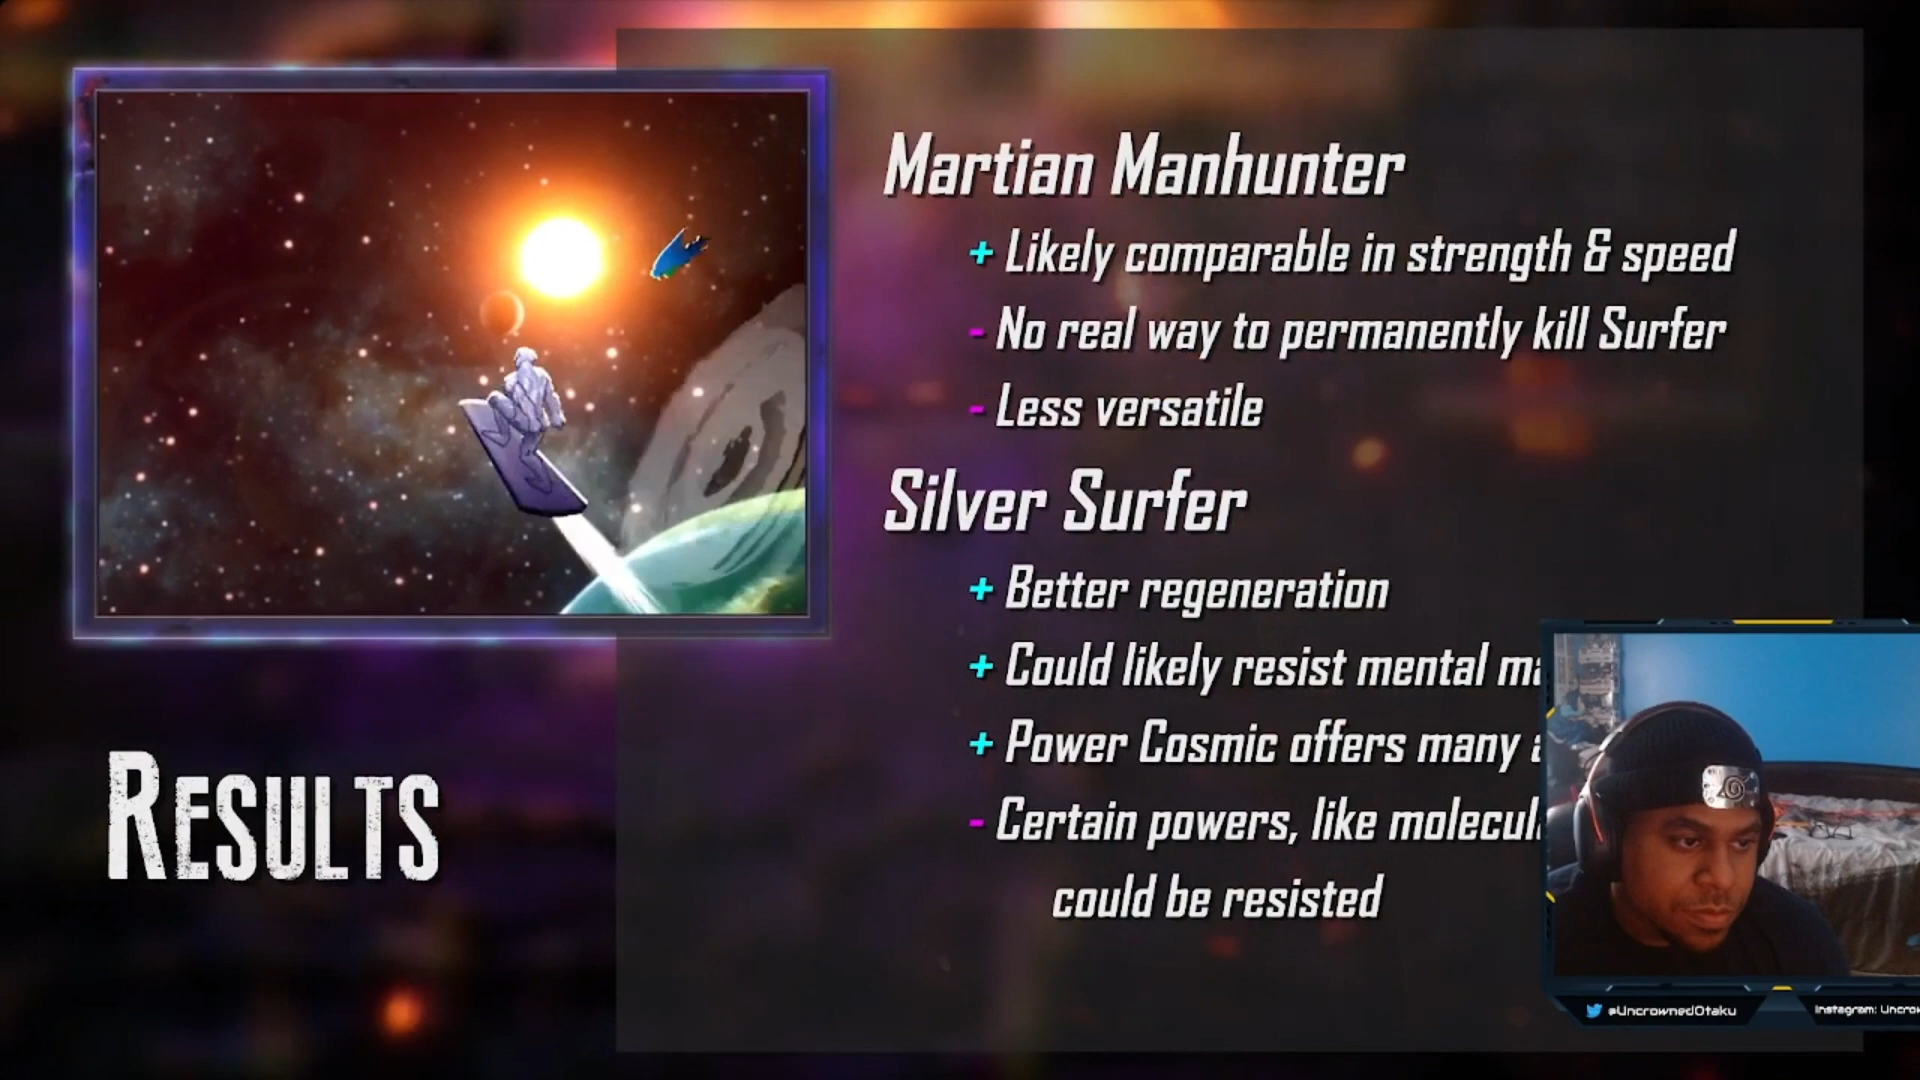 Martian Manhunter
+ Likely comparable in strength & speed
- No real way to permanently kill Surfer
- Less versatile
Silver Surfer
+ Better regeneration
+ Could likely resist mental
+ Power Cosmic offers many
- Certain powers, like
could be resisted
RESULTS
@UncrownedOtaku
Instagram: